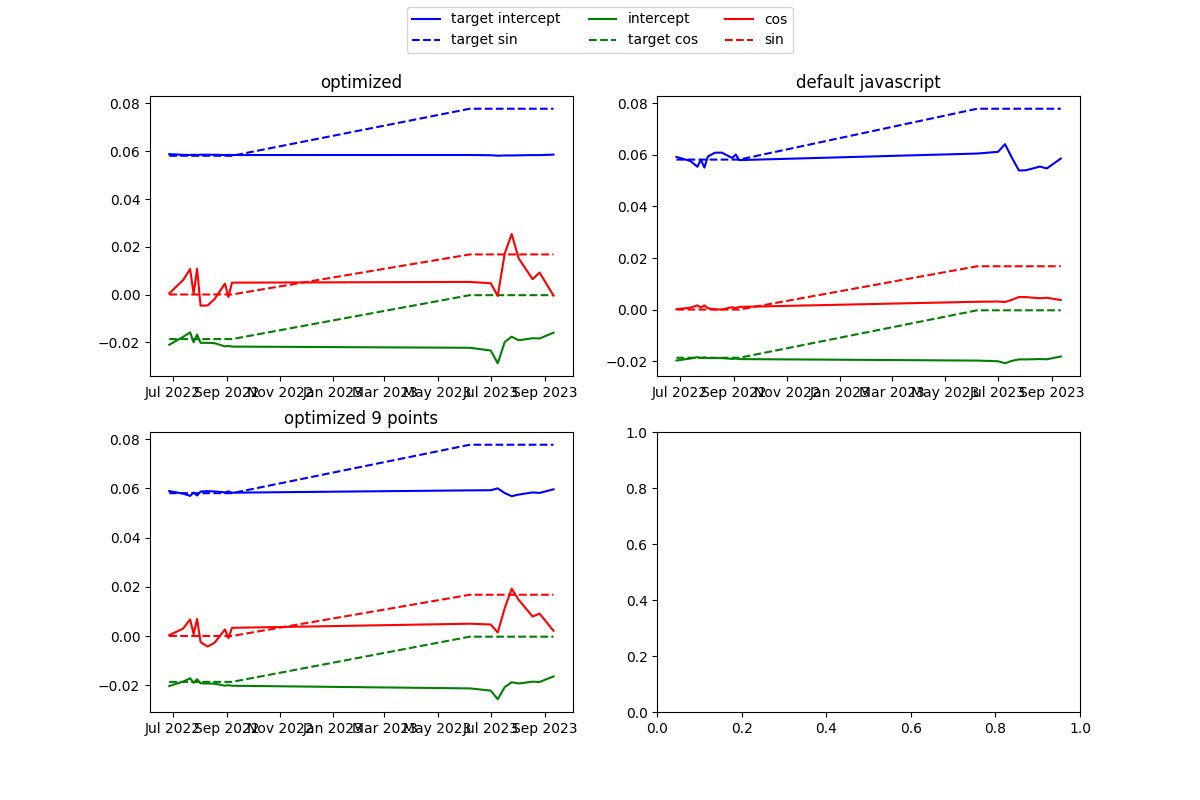 target intercept intercept cos
target sin target cos sin
optimized
default javascript
0.08
0.06
0.04
0.02
0.00
−0.02
Jul 2022 Sep 2022 Nov 2022 Jan 2023 Mar 2023 May 2023 Jul 2023 Sep 2023
0.08
0.06
0.04
0.02
0.00
−0.02
Jul 2022 Sep 2022 Nov 2022 Jan 2023 Mar 2023 May 2023 Jul 2023 Sep 2023
optimized 9 points
0.08
0.06
0.04
0.02
0.00
−0.02
Jul 2022 Sep 2022 Nov 2022 Jan 2023 Mar 2023 May 2023 Jul 2023 Sep 2023
1.0
0.8
0.6
0.4
0.2
0.0
0.0 0.2 0.4 0.6 0.8 1.0